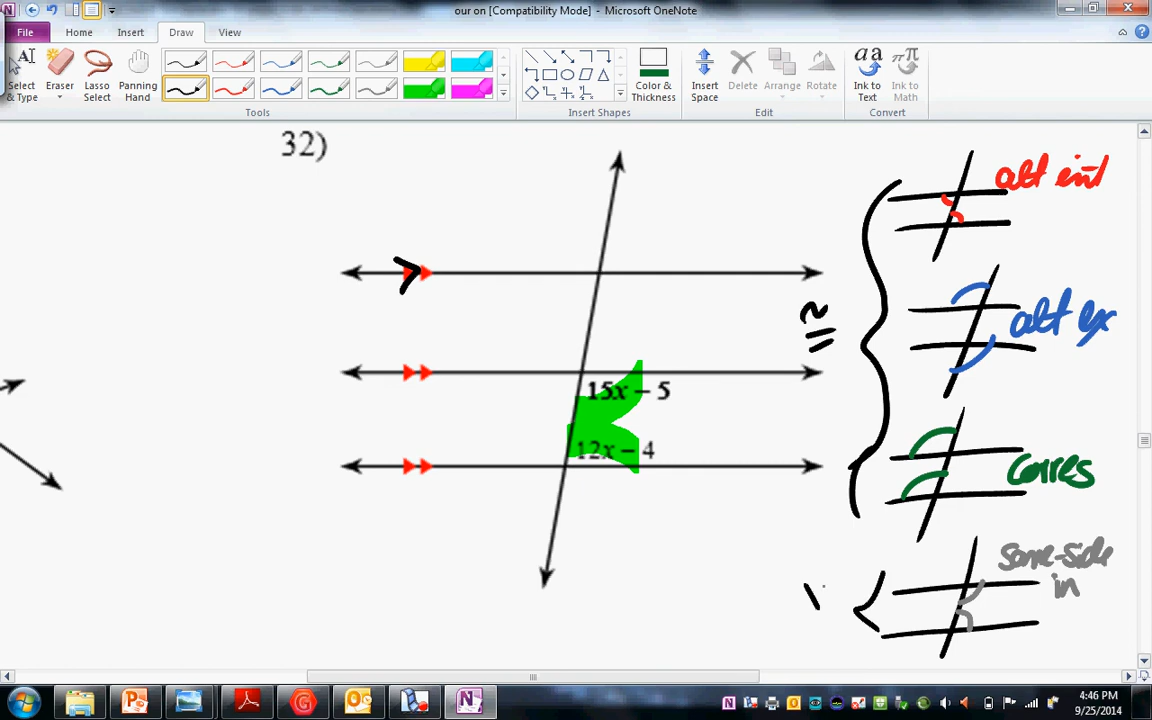 our on [Compatibility Mode] - Microsoft OneNote
File Home Insert Draw View
Select & Type
Eraser
Lasso Select
Panning Hand
Color & Thickness
Insert Space
Delete
Arrange
Rotate
Ink to Text
Ink to Math
Tools
Insert Shapes
Edit
Convert
32)
15x – 5
12x – 4
≅
alt int
alt ex
corres
same-side in
4:46 PM
9/25/2014